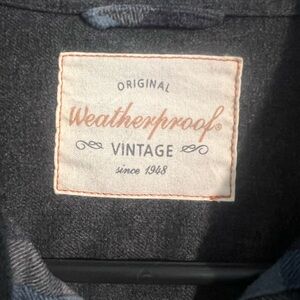 ORIGINAL
Weatherproof®
VINTAGE
since 1948